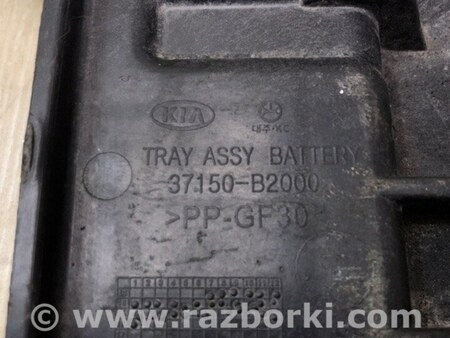 KIA
TRAY ASSY BATTERY
37150-B2000
>PP-GF30
© www.razborki.com